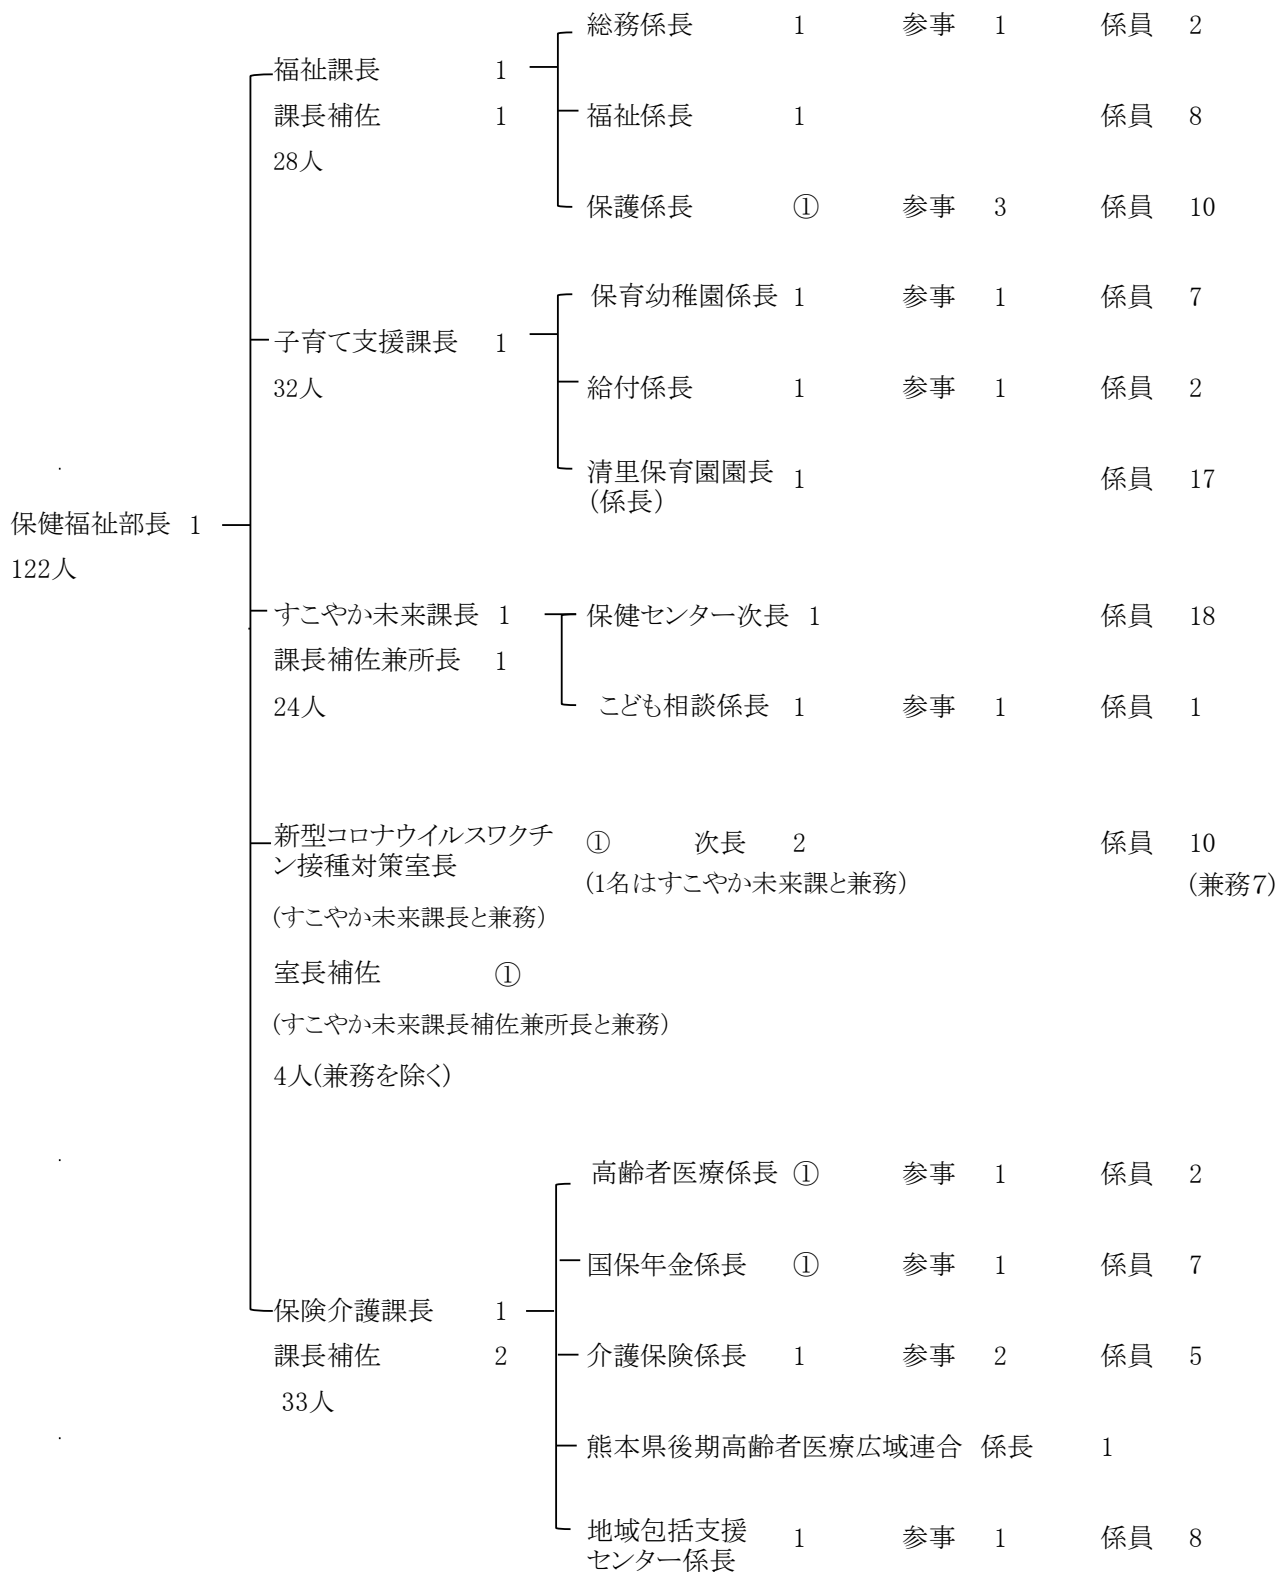 総務係長 1 参事 1 係員 2
福祉課長 1
課長補佐 1 福祉係長 1 係員 8
28人
保護係長 ① 参事 3 係員 10
保育幼稚園係長 1 参事 1 係員 7
子育て支援課長 1
32人 給付係長 1 参事 1 係員 2
清里保育園園長 1 係員 17
(係長)
保健福祉部長 1
122人
すこやか未来課長 1 保健センター次長 1 係員 18
課長補佐兼所長 1
24人 こども相談係長 1 参事 1 係員 1
新型コロナウイルスワクチ ① 次長 2 係員 10
ン接種対策室長
(1名はすこやか未来課と兼務) (兼務7)
(すこやか未来課長と兼務)
室長補佐 ①
(すこやか未来課長補佐兼所長と兼務)
4人(兼務を除く)
高齢者医療係長 ① 参事 1 係員 2
国保年金係長 ① 参事 1 係員 7
保険介護課長 1
課長補佐 2 介護保険係長 1 参事 2 係員 5
33人
熊本県後期高齢者医療広域連合 係長 1
地域包括支援 1 参事 1 係員 8
センター係長